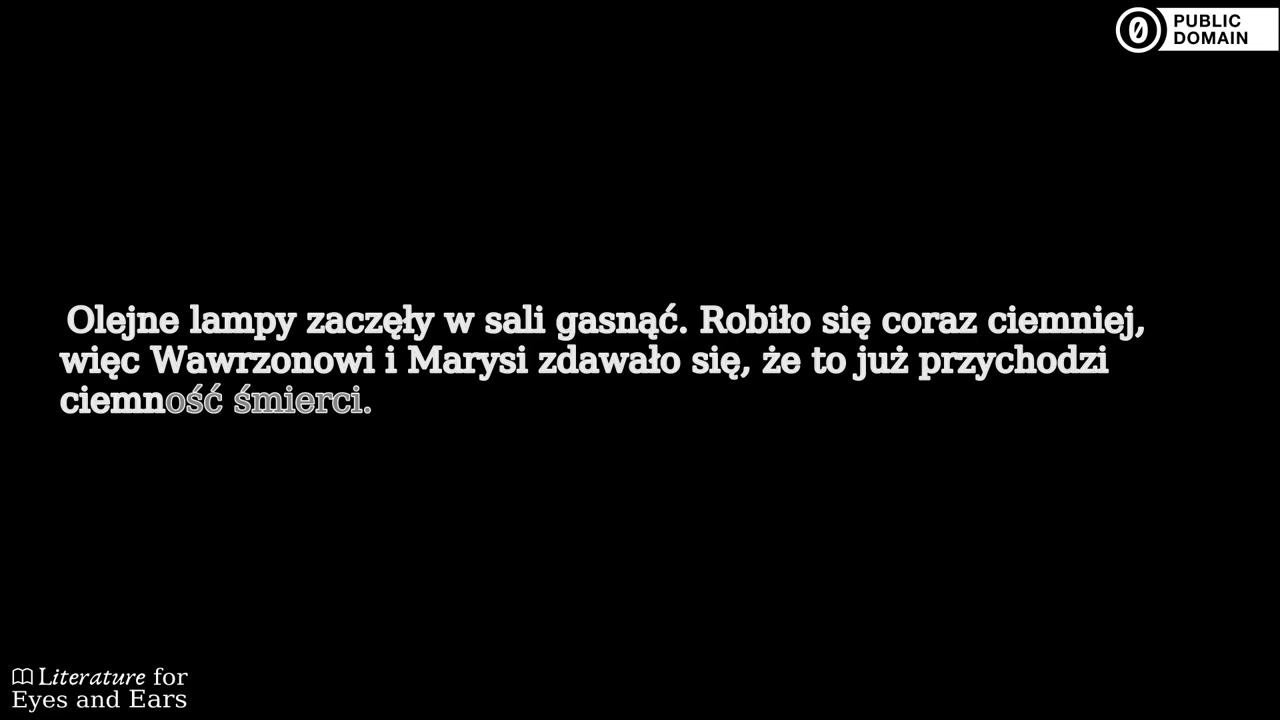 PUBLIC
DOMAIN
Olejne lampy zaczęły w sali gasnąć. Robiło się coraz ciemniej,
więc Wawrzonowi i Marysi zdawało się, że to już przychodzi
ciemność śmierci.
Literature for
Eyes and Ears